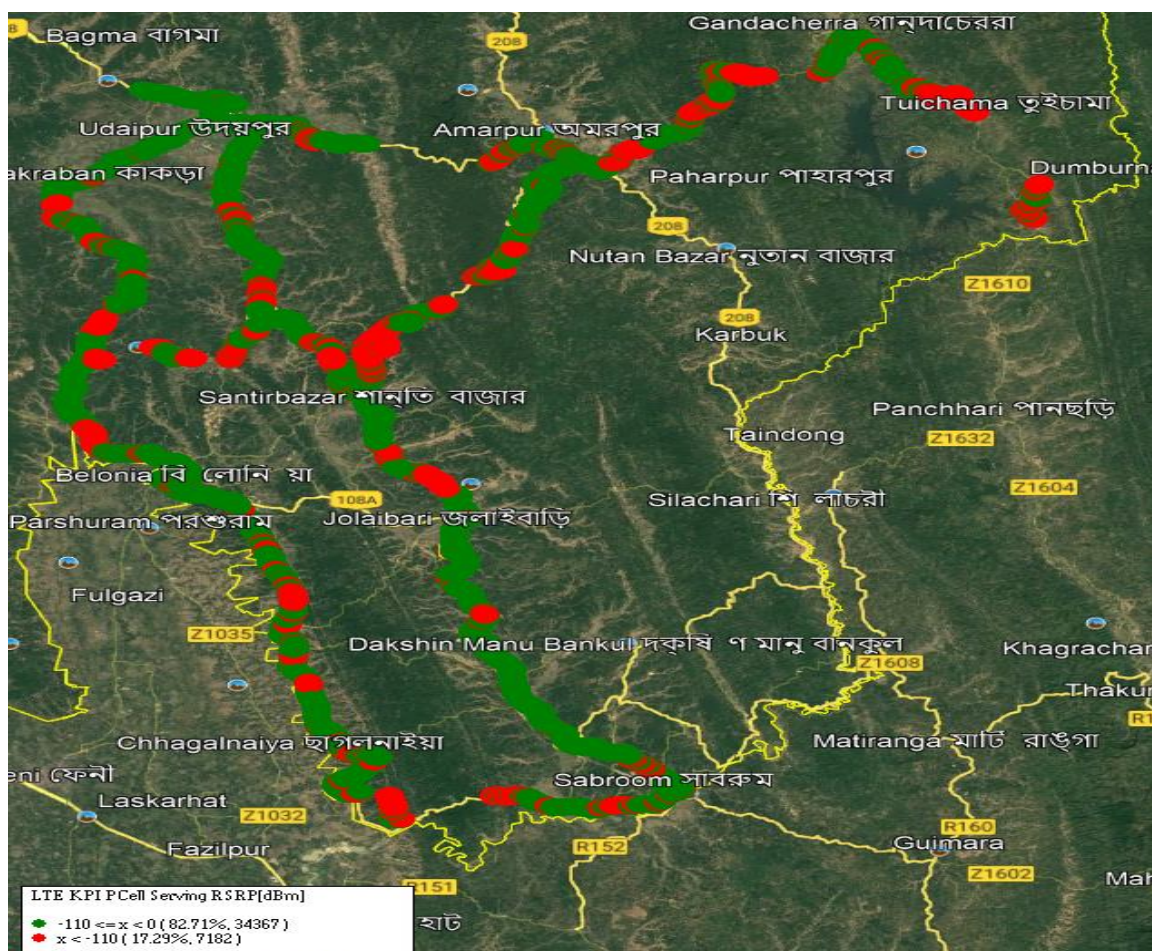 Gandacherra গান্দাচেররা
Bagma বাগমা
208
Tuichama তুইচামা
Udaipur উদয়পুর
Amarpur অমরপুর
Dumburna
akraban কাকড়া
Paharpur পাহারপুর
208
Nutan Bazar নুতান বাজার
Z1610
208
Karbuk
Santirbazar শান্তি বাজার
Panchhari পানছড়ি
Taindong
Z1632
Belonia বি লোনি য়া
Z1604
108A
Silachari শি লাচরী
Parshuram পরশুরাম
Jolaibari জলাইবাড়ি
Fulgazi
Z1035
Dakshin Manu Bankul দক্ষি ণ মানু বানকুল
Khagrachar
Z1608
Thakur
R1
Chhagalnaiya ছাগলনাইয়া
Matiranga মাটি রাঙ্গা
eni ফেনী
Sabroom সাবরুম
Laskarhat
Z1032
R160
Fazilpur
R152
Guimara
Z1602
R151
Mah
হাট
LTE KPI PCell Serving RSRP[dBm]
-110 <= x < 0 ( 82.71%, 34367 )
x < -110 ( 17.29%, 7182 )